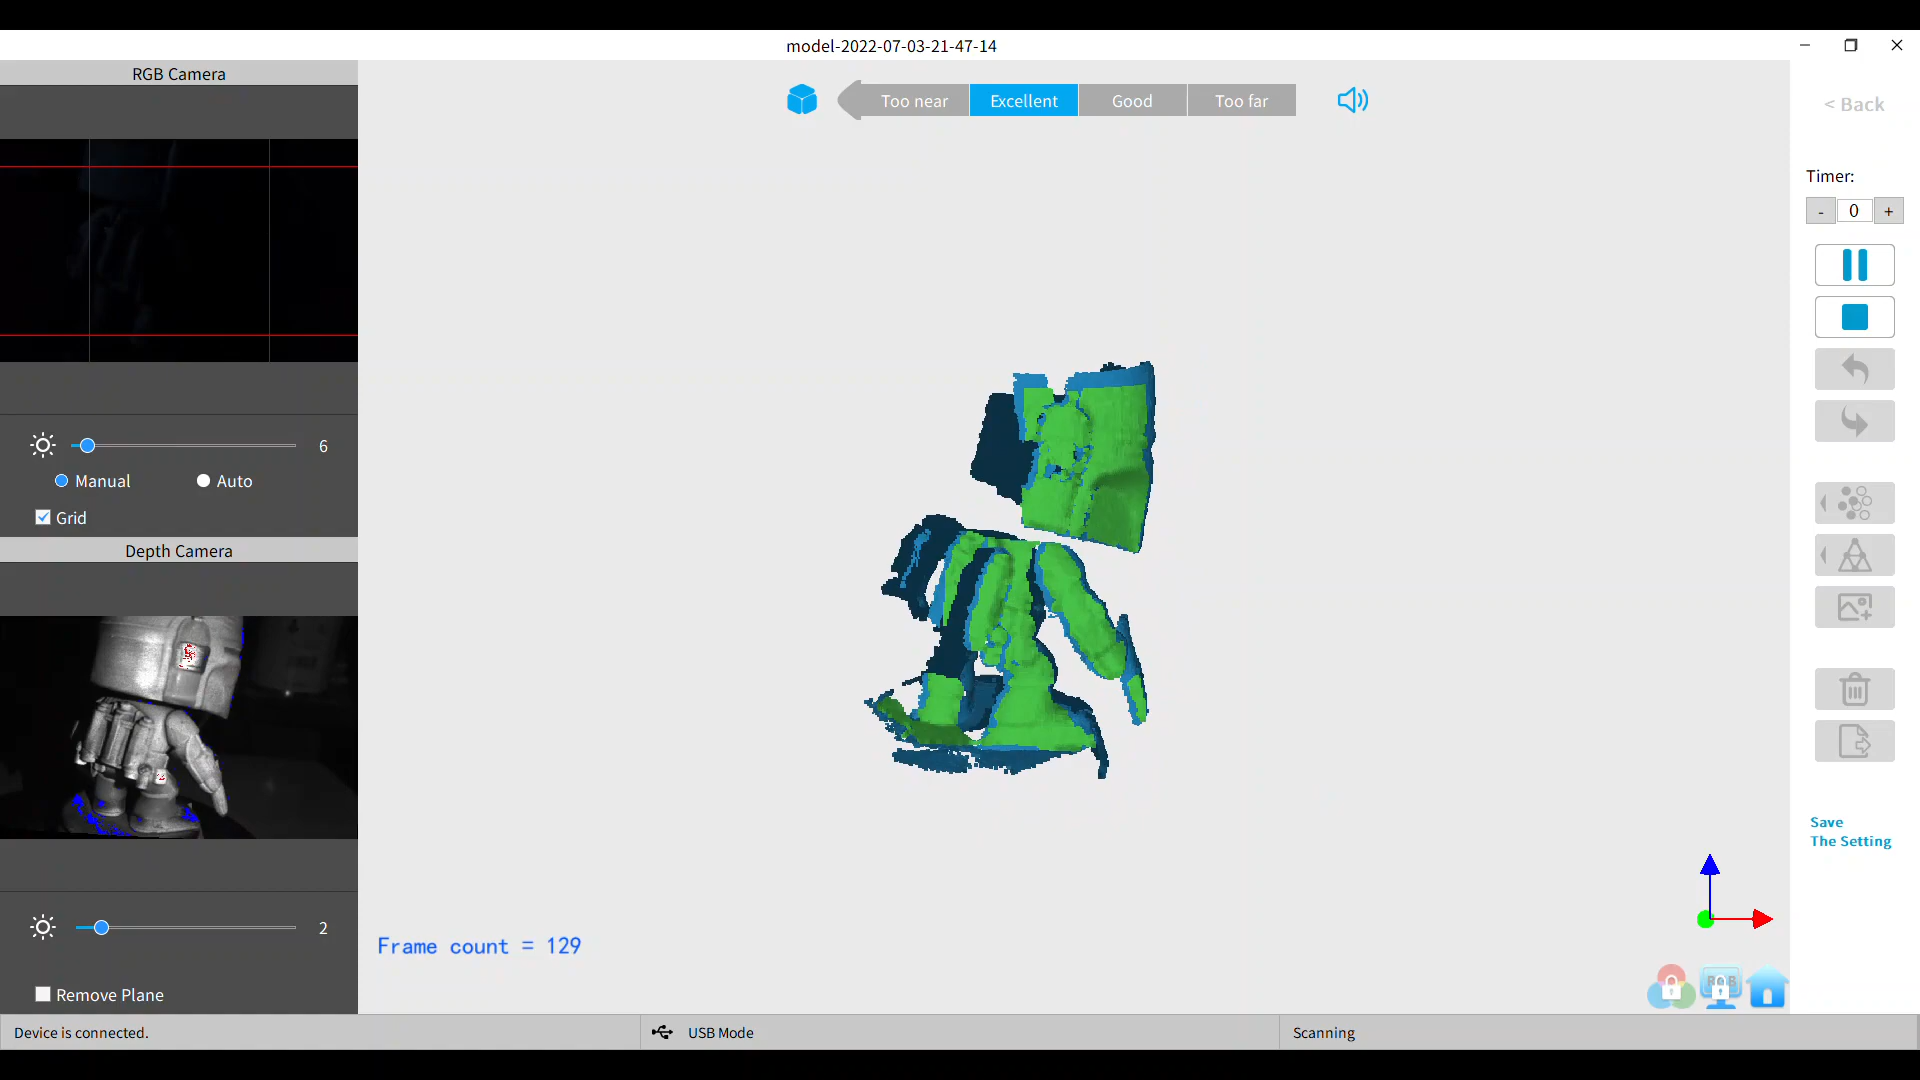 model-2022-07-03-21-47-14
RGB Camera
Too near
Excellent
Good
Too far
< Back
Timer:
- 0 +
6
Manual
Auto
Grid
Depth Camera
Save
The Setting
2
Frame count = 129
Remove Plane
RGB
Device is connected.
USB Mode
Scanning